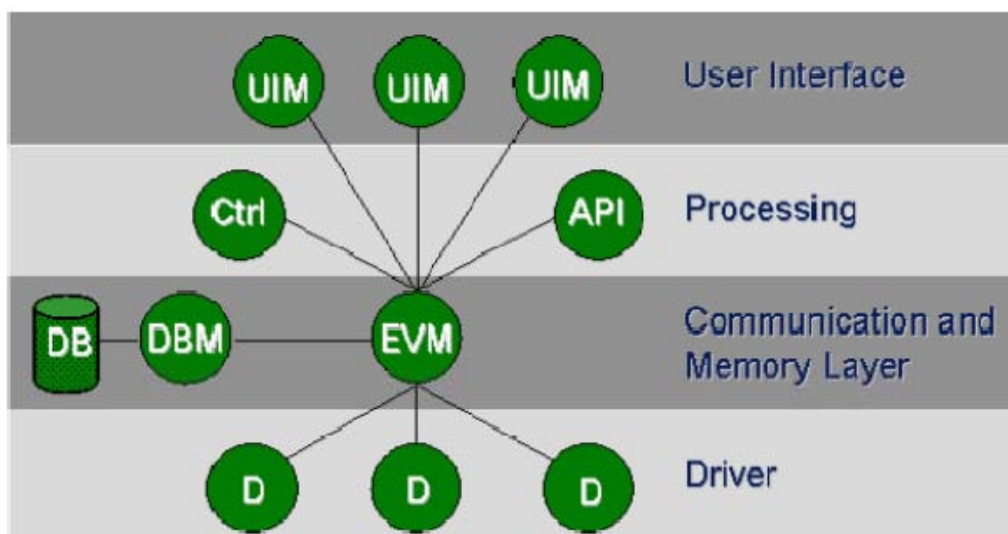 UIM UIM UIM User Interface
Ctrl API Processing
DB DBM EVM Communication and
Memory Layer
D D D Driver